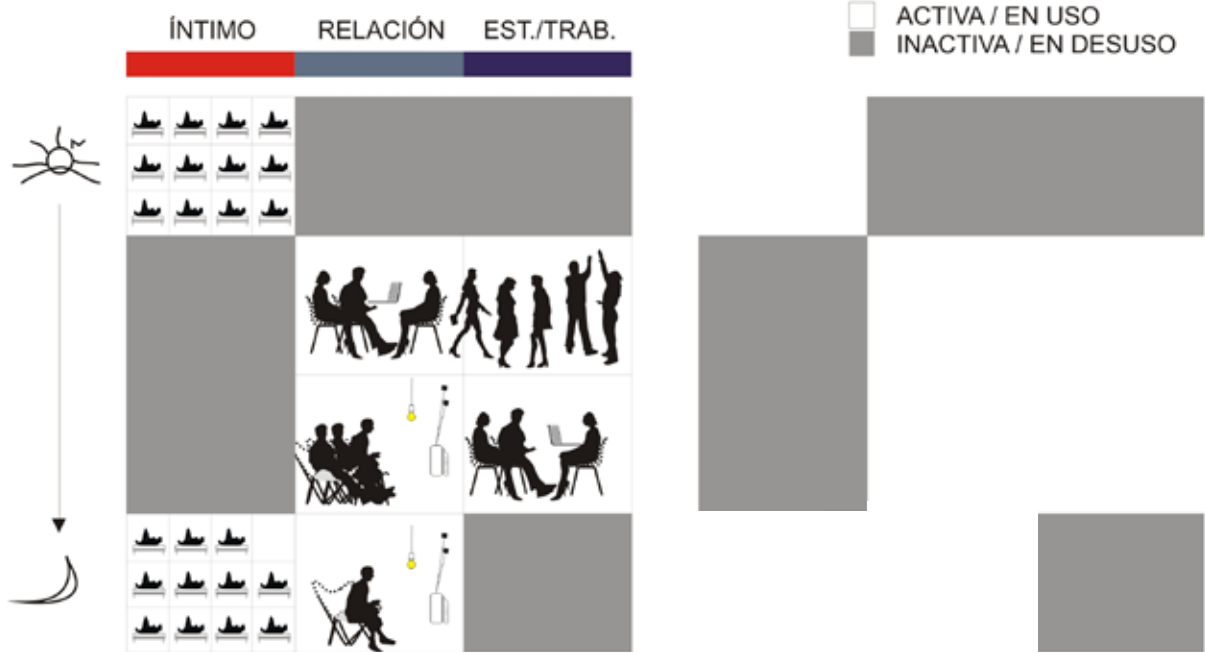 ÍNTIMO RELACIÓN EST./TRAB.
ACTIVA / EN USO
INACTIVA / EN DESUSO